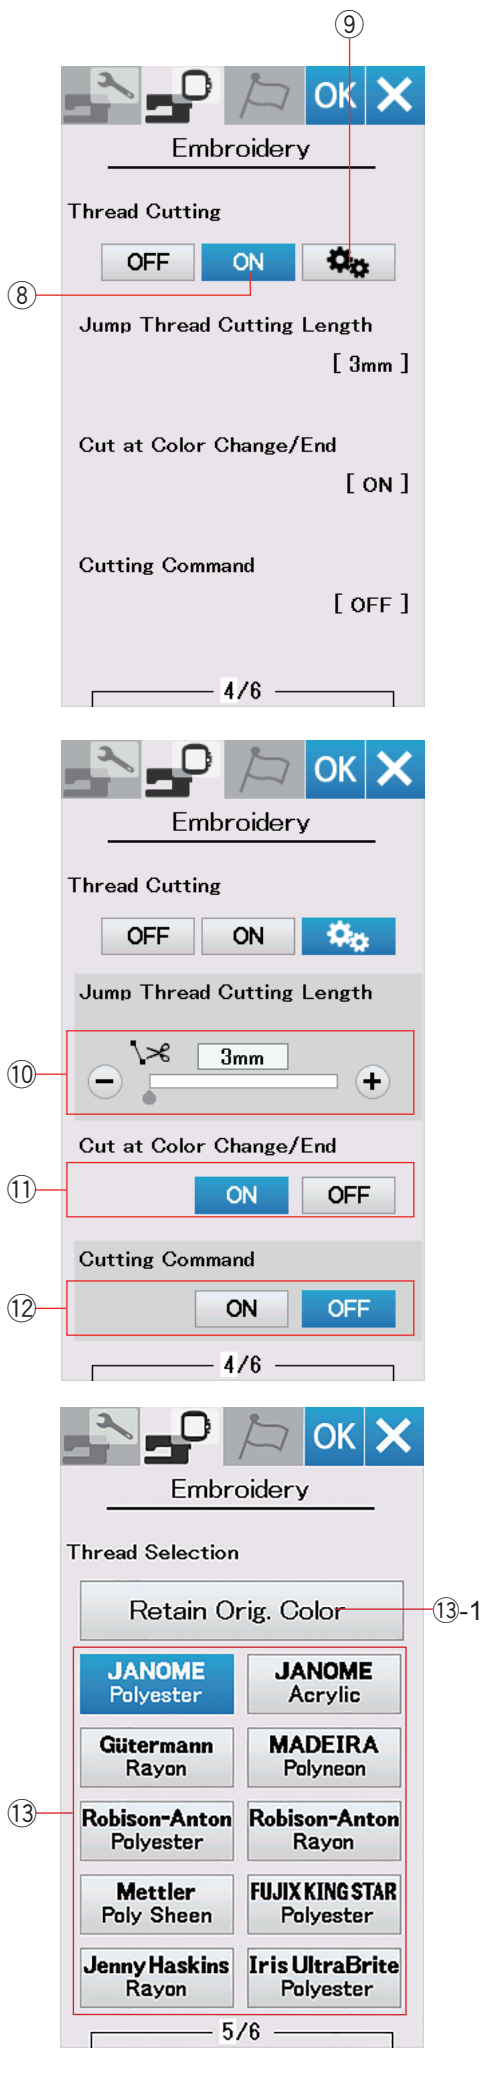 ⑨
OK ×
Embroidery
Thread Cutting
OFF ON
⑧
Jump Thread Cutting Length
[ 3mm ]
Cut at Color Change/End
[ ON ]
Cutting Command
[ OFF ]
4/6
OK ×
Embroidery
Thread Cutting
OFF ON
Jump Thread Cutting Length
3mm
⑩ − +
Cut at Color Change/End
⑪ ON OFF
Cutting Command
⑫ ON OFF
4/6
OK ×
Embroidery
Thread Selection
Retain Orig. Color ⑬-1
JANOME JANOME
Polyester Acrylic
Gütermann MADEIRA
Rayon Polyneon
⑬ Robison-Anton Robison-Anton
Polyester Rayon
Mettler FUJIX KING STAR
Poly Sheen Polyester
Jenny Haskins Iris UltraBrite
Rayon Polyester
5/6